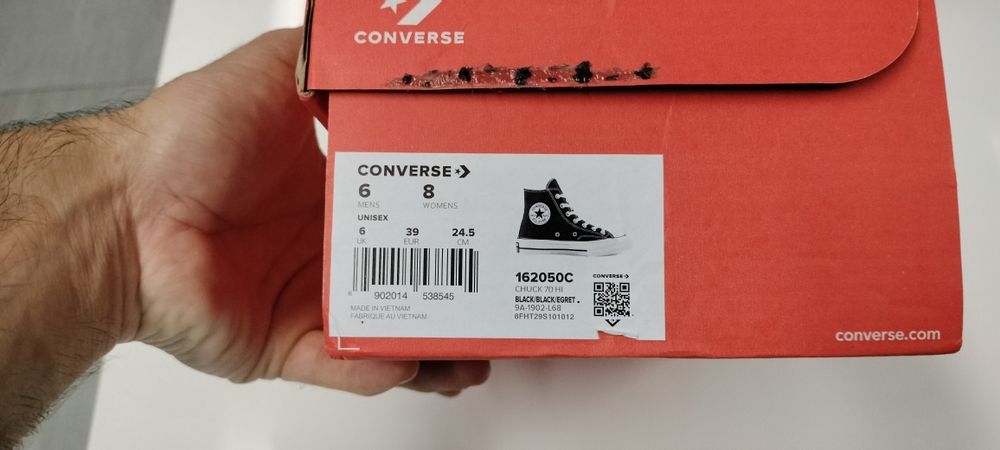 CONVERSE
CONVERSE
6 8
MENS WOMENS
UNISEX
6 39 24.5
UK EUR CM
902014 538545
MADE IN VIETNAM
FABRIQUE AU VIETNAM
162050C
CHUCK 70 HI
BLACK/BLACK/EGRET
9A-1902-L68
8FHT29S101012
CONVERSE
converse.com